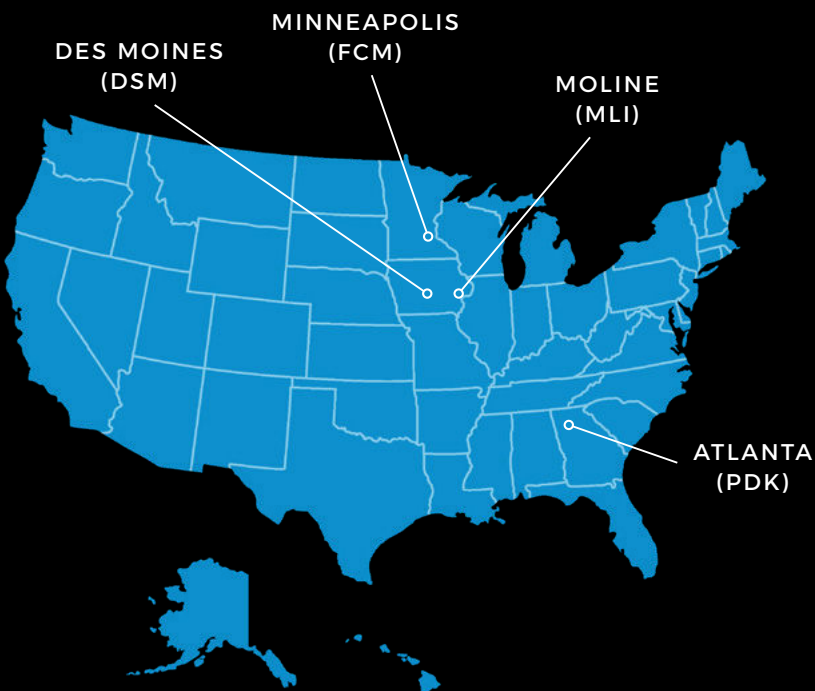 MINNEAPOLIS
(FCM)
DES MOINES
(DSM)
MOLINE
(MLI)
ATLANTA
(PDK)